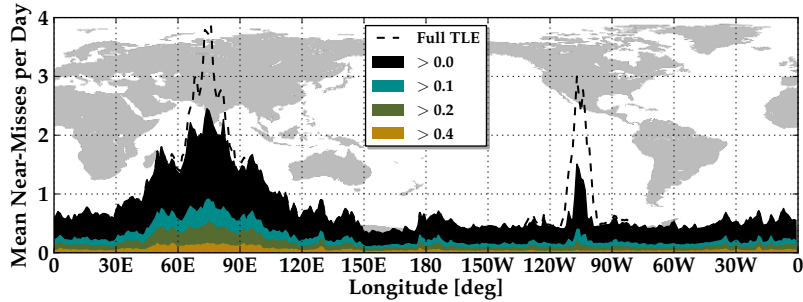 Mean Near-Misses per Day
4
3
2
1
0
Full TLE
> 0.0
> 0.1
> 0.2
> 0.4
0 30E 60E 90E 120E 150E 180 150W 120W 90W 60W 30W 0
Longitude [deg]